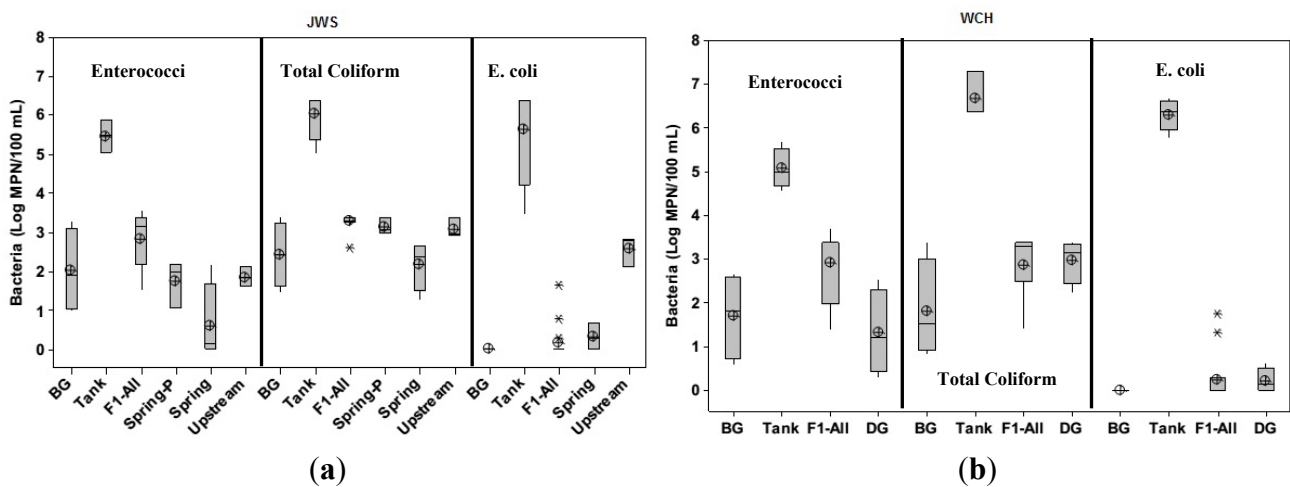 JWS
Bacteria (Log MPN/100 mL)
8
7
6
5
4
3
2
1
0
Enterococci
Total Coliform
E. coli
BG
Tank
F1-All
Spring-P
Spring
Upstream
BG
Tank
F1-All
Spring-P
Spring
Upstream
BG
Tank
F1-All
Spring
Upstream
(a)
WCH
Bacteria (Log MPN/100 mL)
8
7
6
5
4
3
2
1
0
Enterococci
E. coli
Total Coliform
BG Tank F1-All DG BG Tank F1-All DG BG Tank F1-All DG
(b)